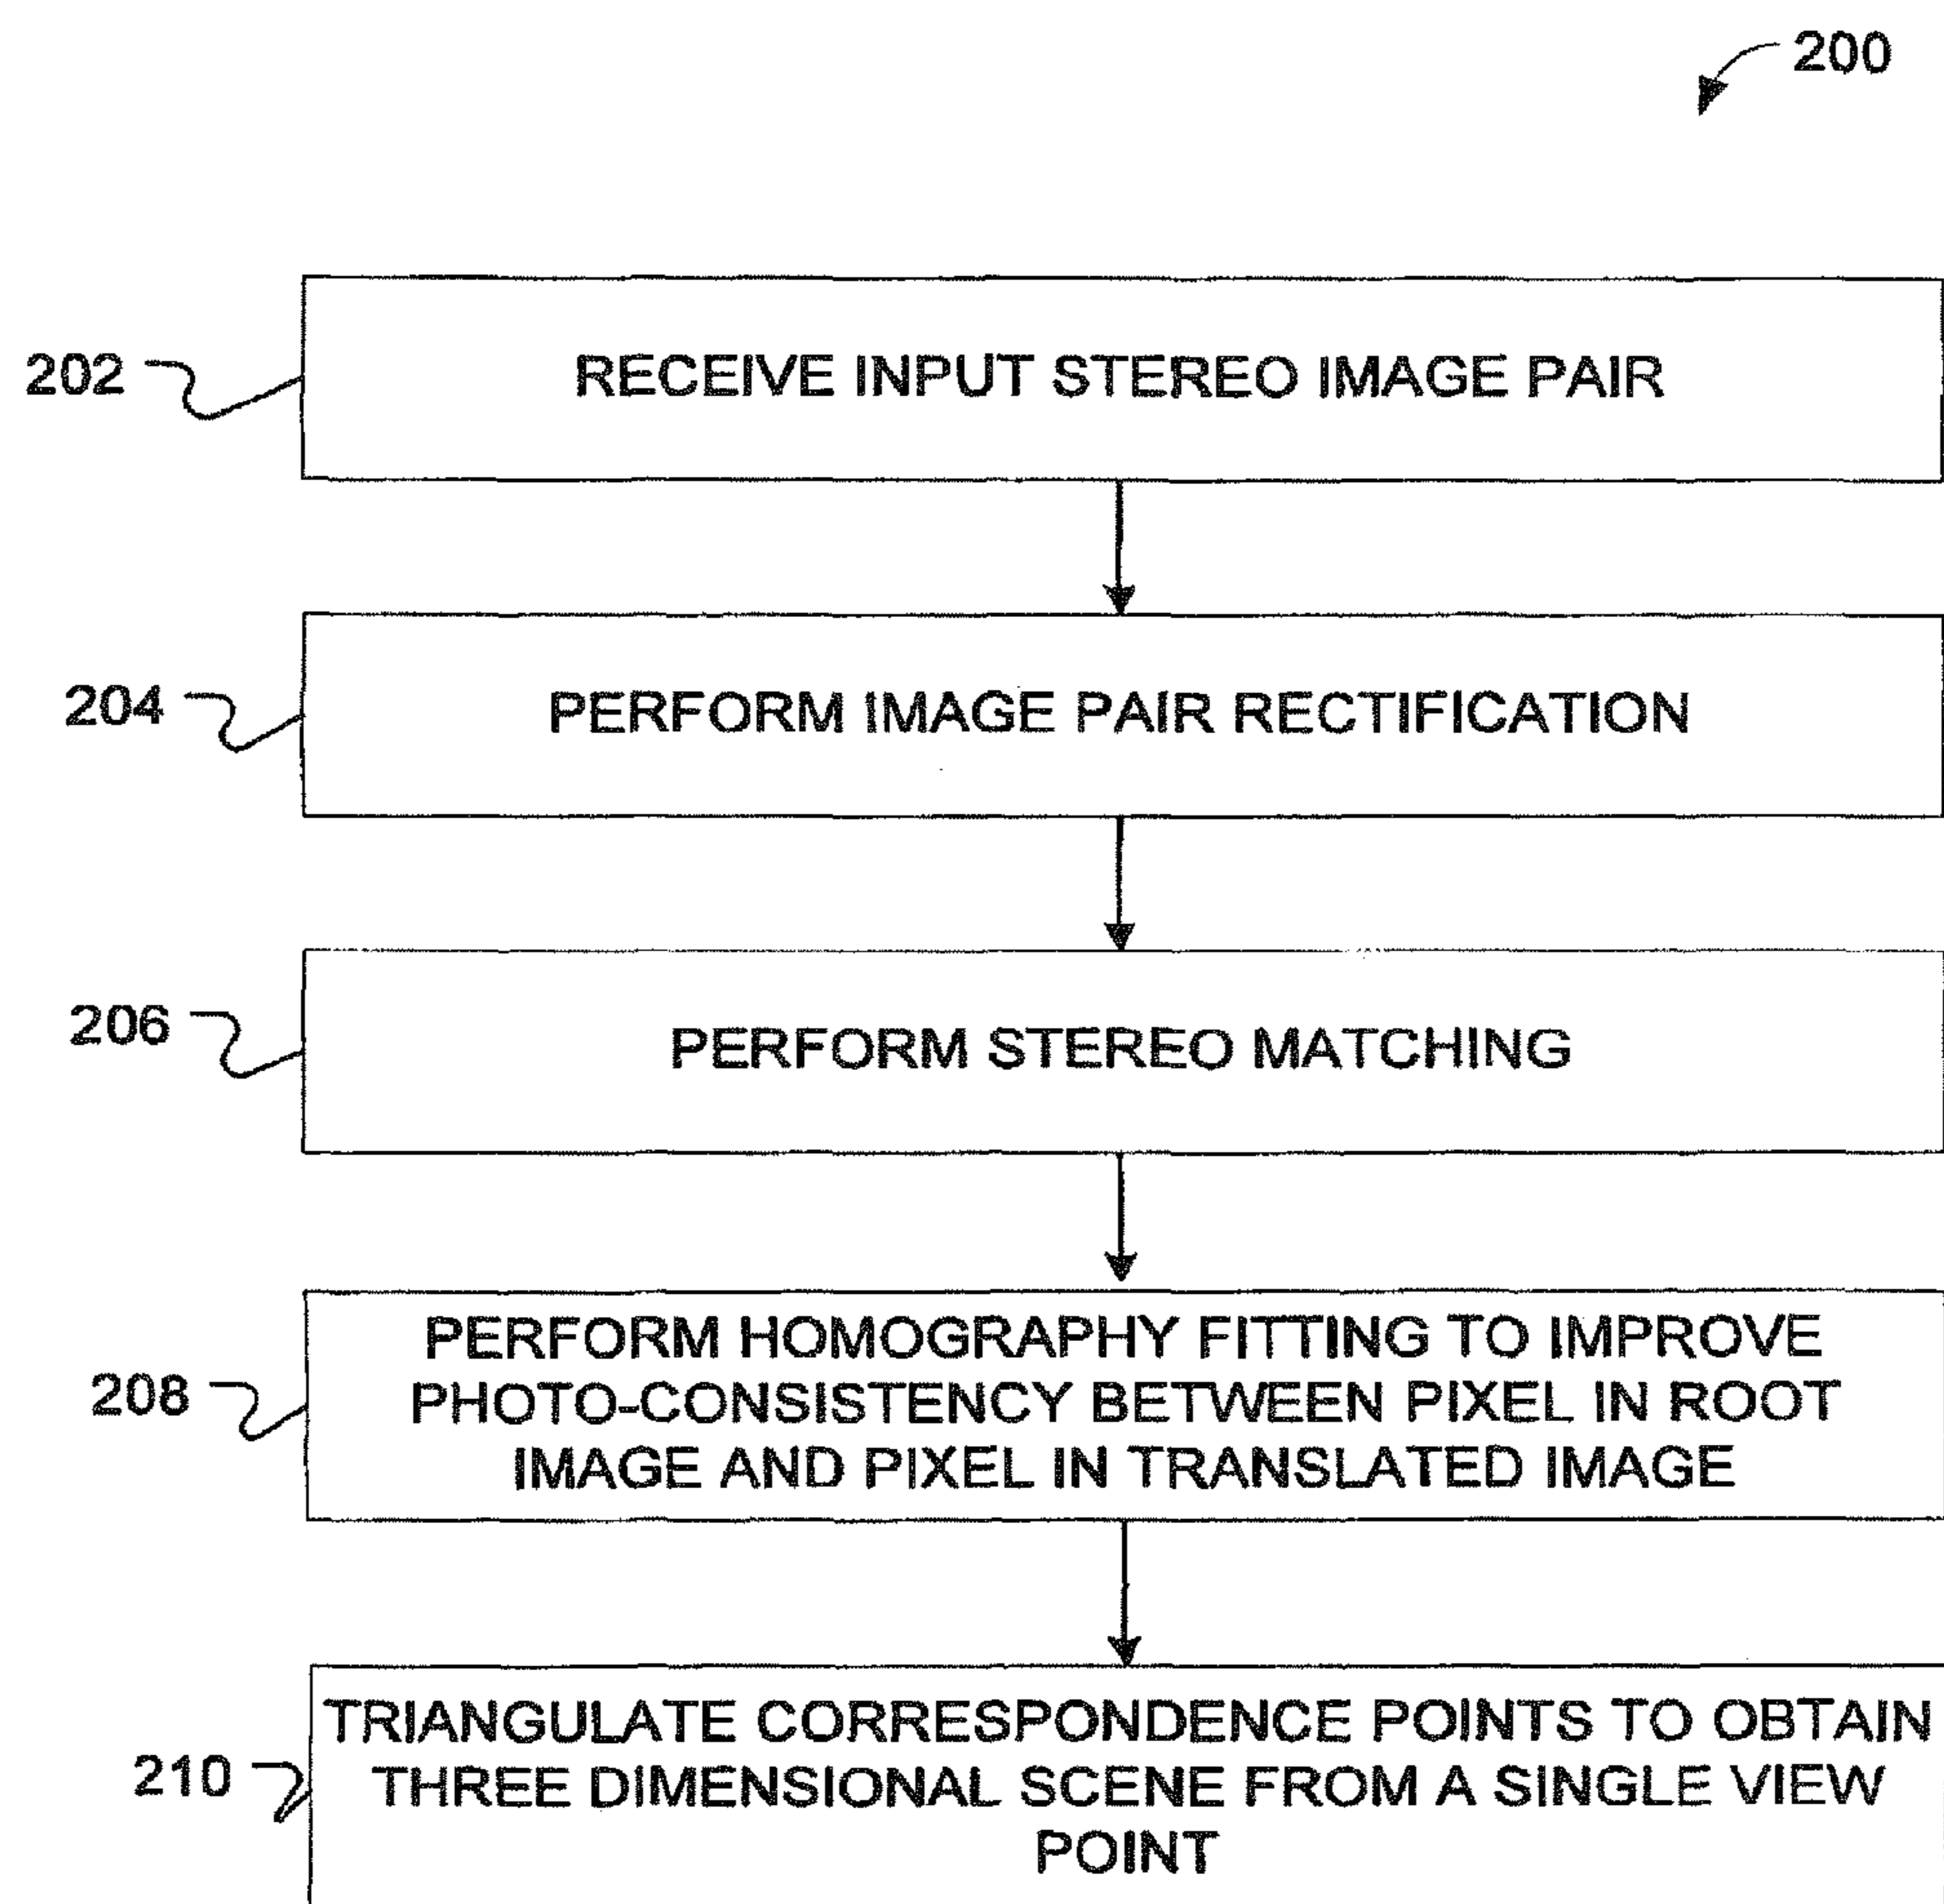 200
202
RECEIVE INPUT STEREO IMAGE PAIR
204
PERFORM IMAGE PAIR RECTIFICATION
206
PERFORM STEREO MATCHING
208
PERFORM HOMOGRAPHY FITTING TO IMPROVE
PHOTO-CONSISTENCY BETWEEN PIXEL IN ROOT
IMAGE AND PIXEL IN TRANSLATED IMAGE
210
TRIANGULATE CORRESPONDENCE POINTS TO OBTAIN
THREE DIMENSIONAL SCENE FROM A SINGLE VIEW
POINT